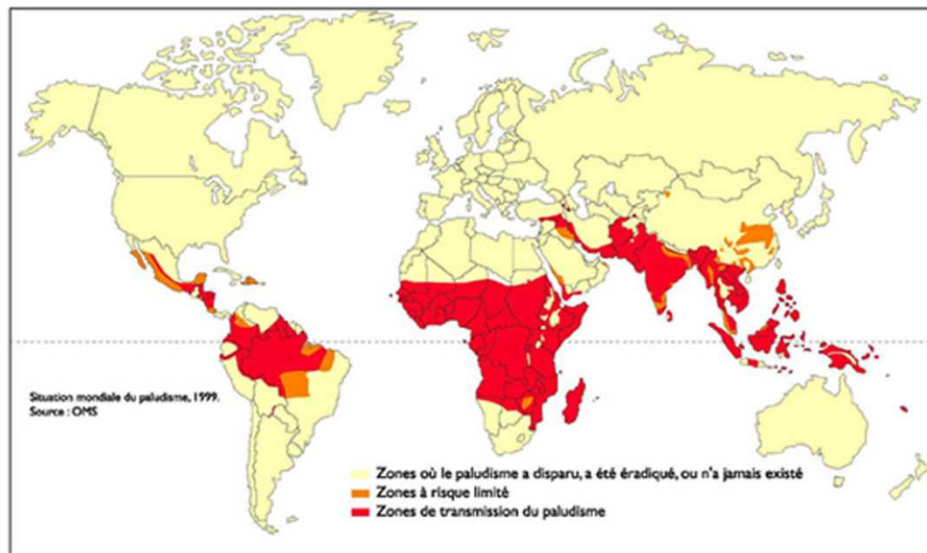 Situation mondiale du paludisme, 1999.
Source : OMS
Zones où le paludisme a disparu, a été éradiqué, ou n'a jamais existé
Zones à risque limité
Zones de transmission du paludisme